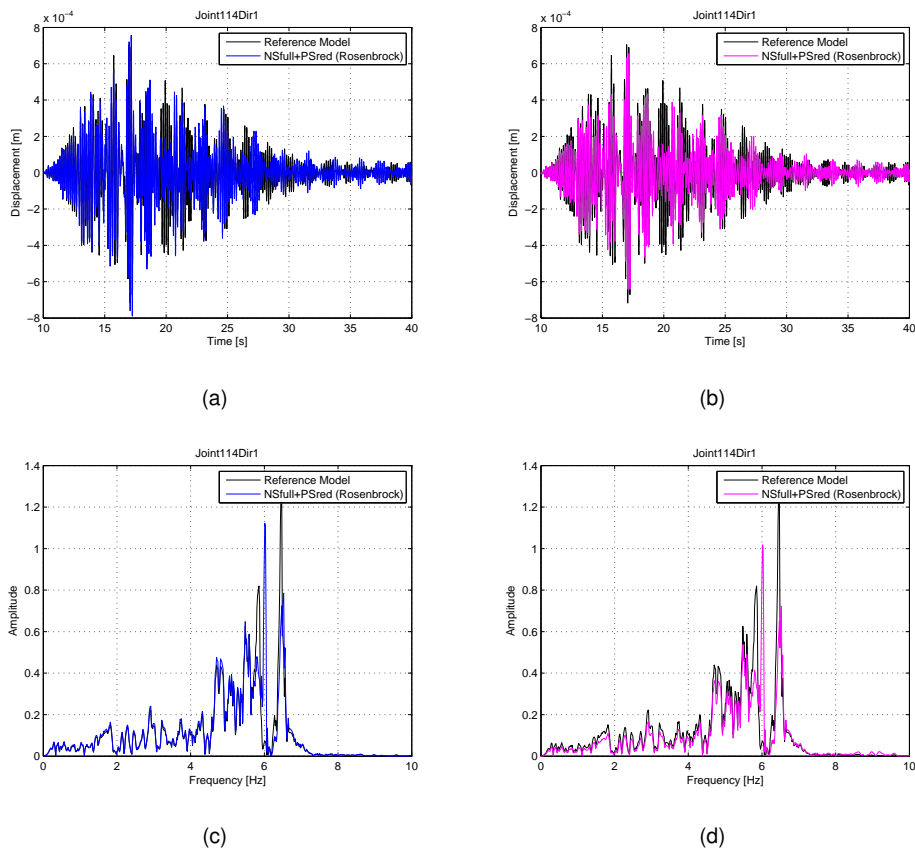 x 10⁻⁴
Joint114Dir1
Reference Model
NSfull+PSred (Rosenbrock)
8
6
4
2
0
−2
−4
−6
−8
Displacement [m]
10 15 20 25 30 35 40
Time [s]
(a)
x 10⁻⁴
Joint114Dir1
Reference Model
NSfull+PSred (Rosenbrock)
8
6
4
2
0
−2
−4
−6
−8
Displacement [m]
10 15 20 25 30 35 40
Time [s]
(b)
Joint114Dir1
Reference Model
NSfull+PSred (Rosenbrock)
1.4
1.2
1
0.8
0.6
0.4
0.2
0
Amplitude
0 2 4 6 8 10
Frequency [Hz]
(c)
Joint114Dir1
Reference Model
NSfull+PSred (Rosenbrock)
1.4
1.2
1
0.8
0.6
0.4
0.2
0
Amplitude
0 2 4 6 8 10
Frequency [Hz]
(d)